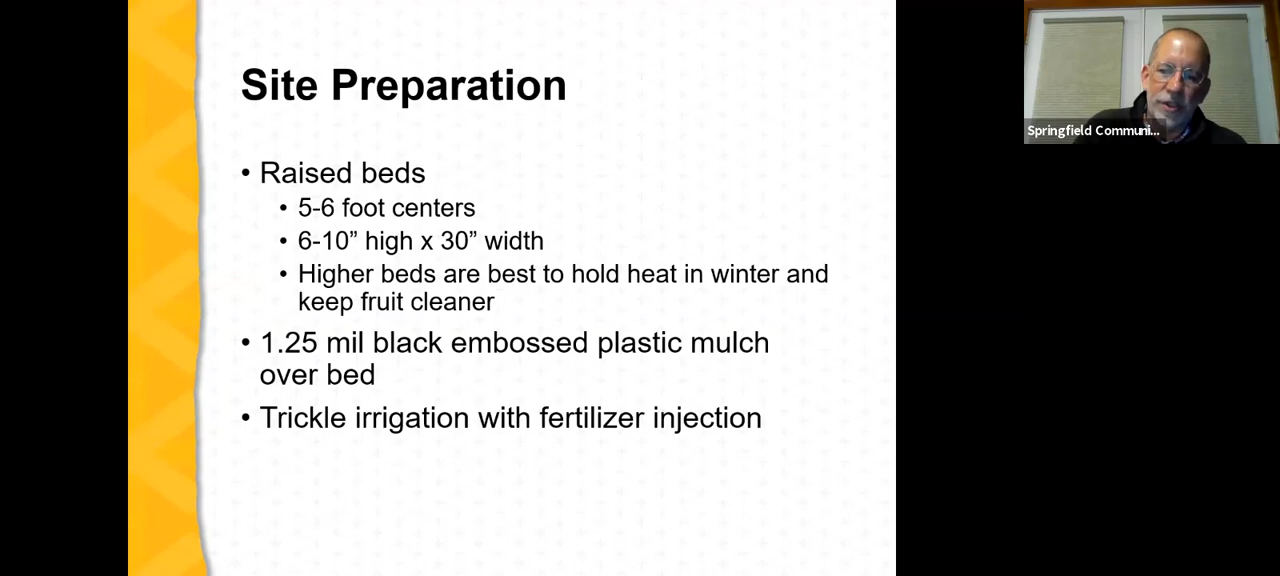 Site Preparation
• Raised beds
• 5-6 foot centers
• 6-10” high x 30” width
• Higher beds are best to hold heat in winter and
keep fruit cleaner
• 1.25 mil black embossed plastic mulch
over bed
• Trickle irrigation with fertilizer injection
Springfield Communi...